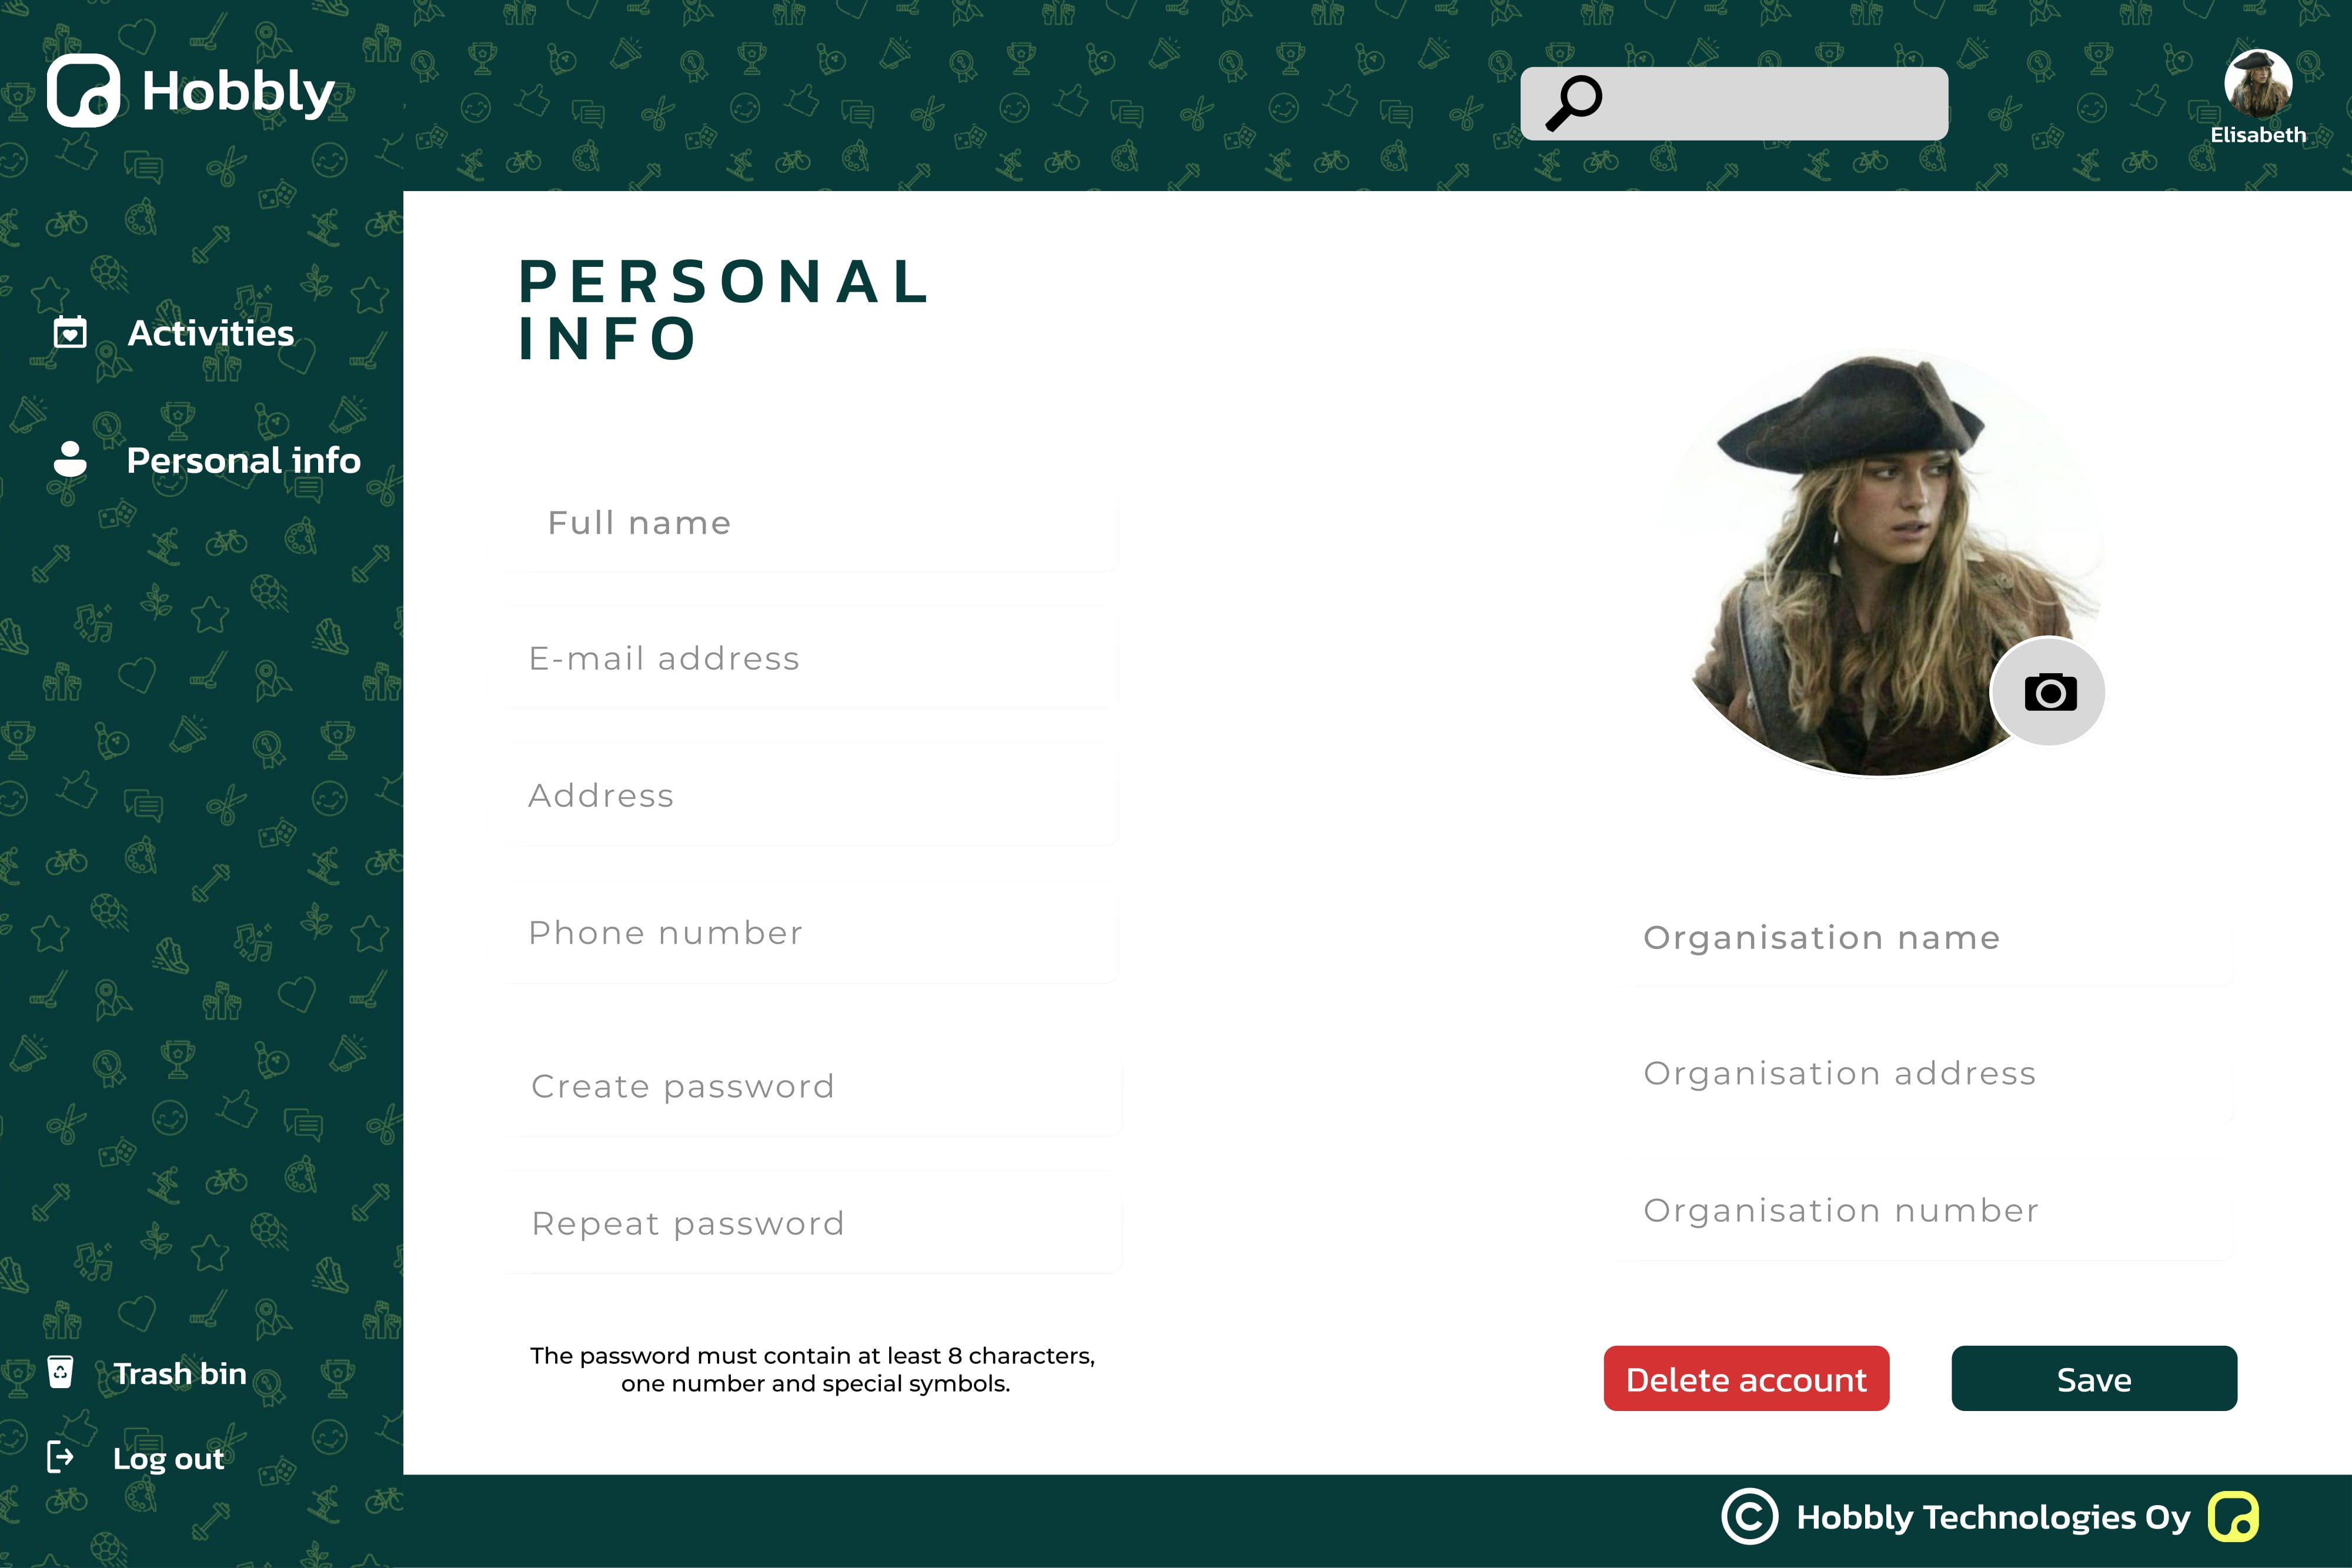 Hobbly
Elisabeth
Activities
Personal info
Trash bin
Log out
PERSONAL
INFO
Full name
E-mail address
Address
Phone number
Create password
Repeat password
The password must contain at least 8 characters,
one number and special symbols.
Organisation name
Organisation address
Organisation number
Delete account
Save
© Hobbly Technologies Oy